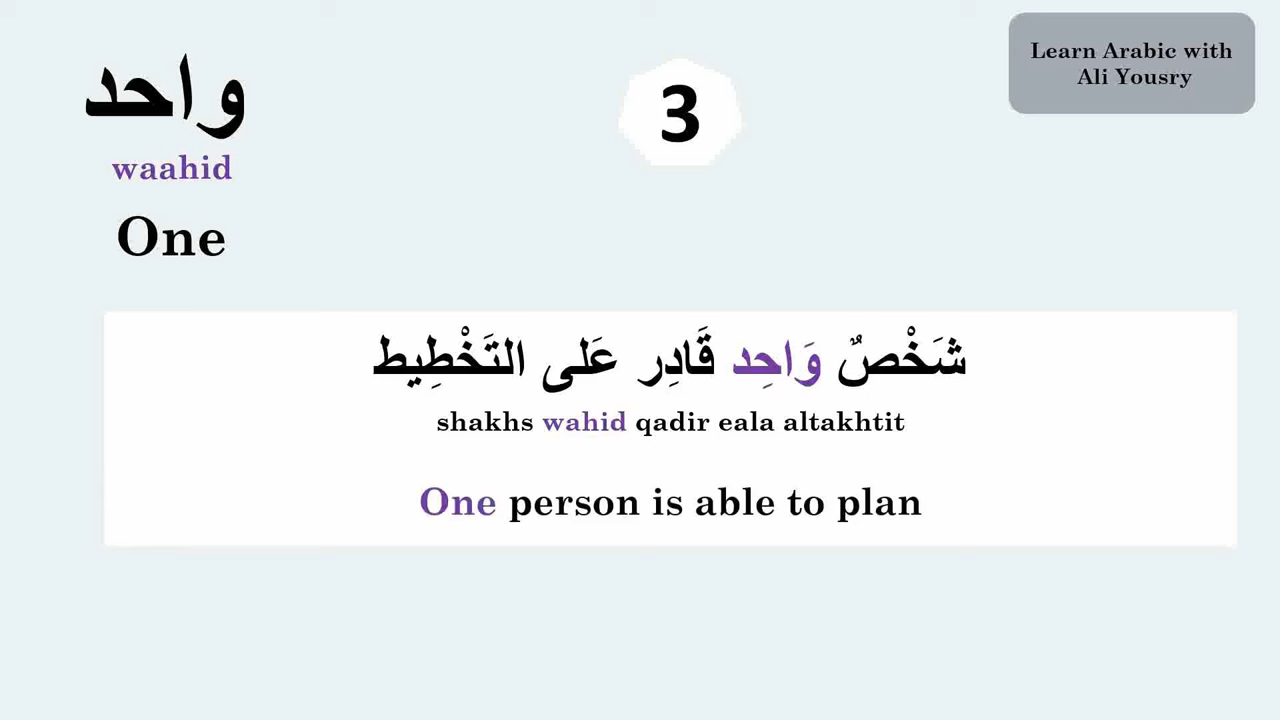 واحد
waahid
One
3
Learn Arabic with
Ali Yousry
شَخْصٌ وَاحِد قَادِر عَلى التَخْطِيط
shakhs wahid qadir eala altakhtit
One person is able to plan